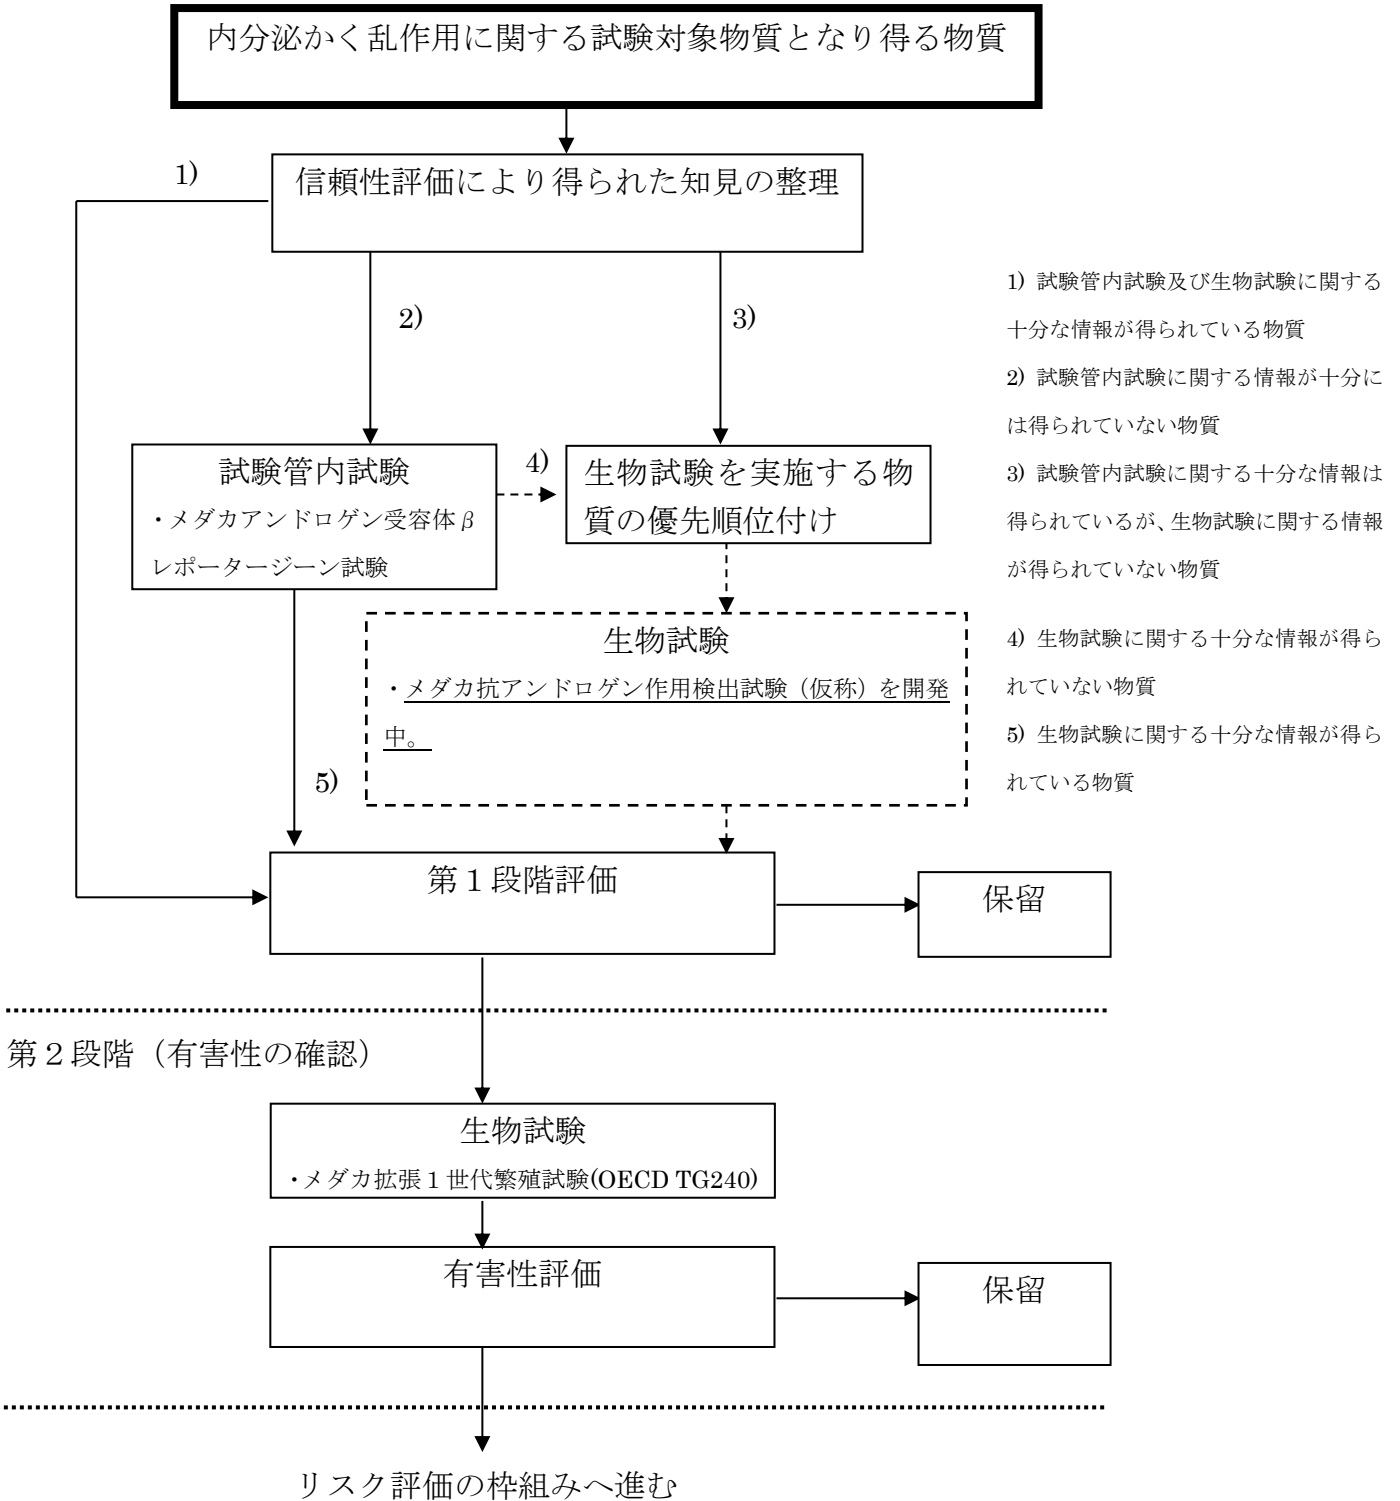 内分泌かく乱作用に関する試験対象物質となり得る物質
1)
信頼性評価により得られた知見の整理
2)
3)
1) 試験管内試験及び生物試験に関する
十分な情報が得られている物質
2) 試験管内試験に関する情報が十分に
は得られていない物質
3) 試験管内試験に関する十分な情報は
得られているが、生物試験に関する情報
が得られていない物質
4) 生物試験に関する十分な情報が得ら
れていない物質
5) 生物試験に関する十分な情報が得ら
れている物質
試験管内試験
・メダカアンドロゲン受容体β
レポータージーン試験
4)
生物試験を実施する物
質の優先順位付け
生物試験
・メダカ抗アンドロゲン作用検出試験（仮称）を開発
中。
5)
第１段階評価
保留
第２段階（有害性の確認）
生物試験
・メダカ拡張１世代繁殖試験(OECD TG240)
有害性評価
保留
リスク評価の枠組みへ進む